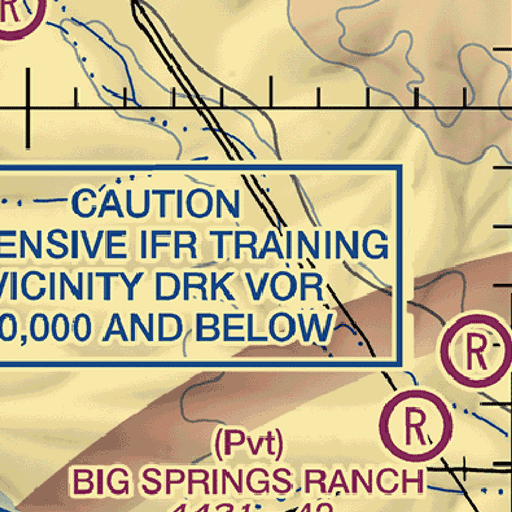 R
CAUTION
ENSIVE IFR TRAINING
VICINITY DRK VOR
0,000 AND BELOW
R
R
(Pvt)
BIG SPRINGS RANCH